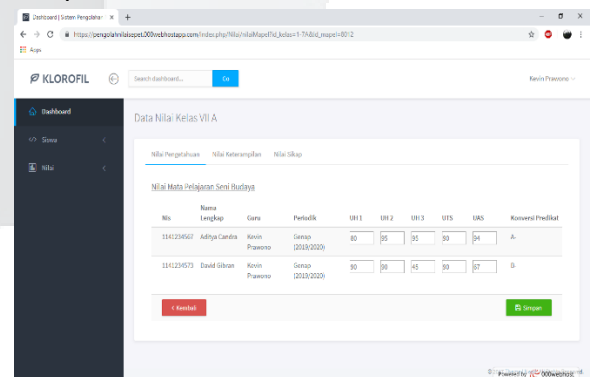 Dashboard | Sistem Pengolahan
https://pengolahnilaisepet.000webhostapp.com/index.php/Nilai/nilaiMapel?id_kelas=1-7A&id_mapel=8012
Apps
KLOROFIL
Search dashboard...
Go
Kevin Prawono
Dashboard
Siswa
Nilai
Data Nilai Kelas VII A
Nilai Pengetahuan Nilai Keterampilan Nilai Sikap
Nilai Mata Pelajaran Seni Budaya
Nis Nama Lengkap Guru Periodik UH 1 UH 2 UH 3 UTS UAS Konversi Predikat
1141234567 Aditya Candra Kevin Prawono Genap (2019/2020) 80 95 95 90 94 A-
1141234573 David Gibran Kevin Prawono Genap (2019/2020) 90 90 45 90 67 B-
< Kembali
Simpan
Powered by 000webhost